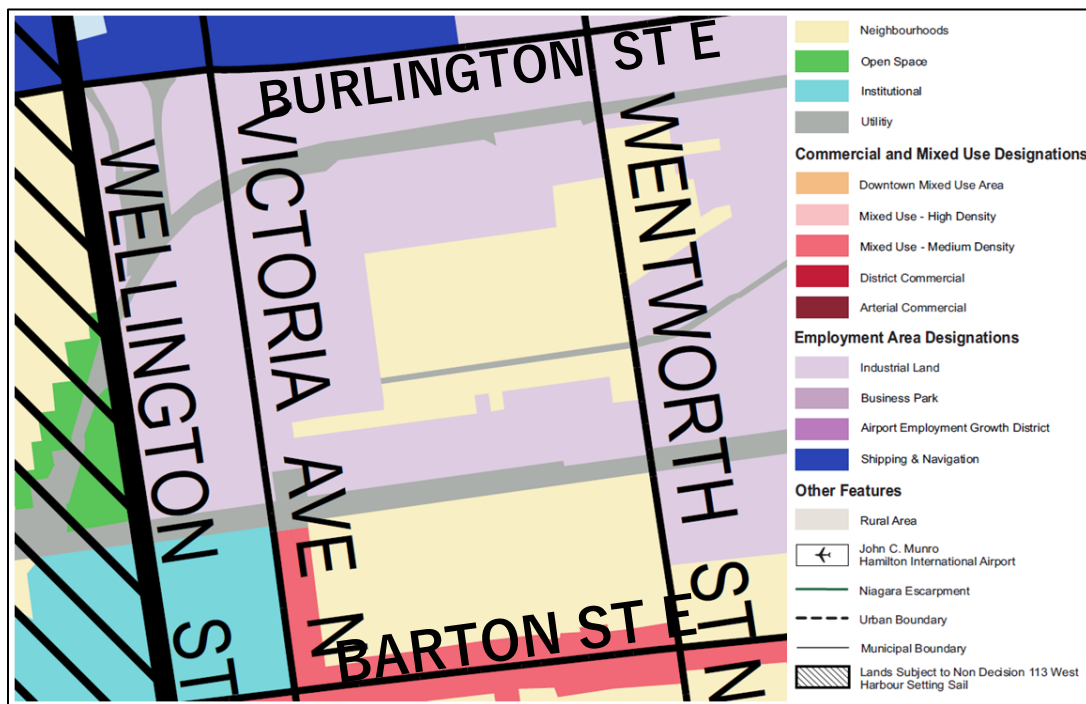 BURLINGTON ST E
WELLINGTON ST
VICTORIA AVE N
WENTWORTH ST N
BARTON ST E
Neighbourhoods
Open Space
Institutional
Utilitiy
Commercial and Mixed Use Designations
Downtown Mixed Use Area
Mixed Use - High Density
Mixed Use - Medium Density
District Commercial
Arterial Commercial
Employment Area Designations
Industrial Land
Business Park
Airport Employment Growth District
Shipping & Navigation
Other Features
Rural Area
John C. Munro
Hamilton International Airport
Niagara Escarpment
Urban Boundary
Municipal Boundary
Lands Subject to Non Decision 113 West
Harbour Setting Sail